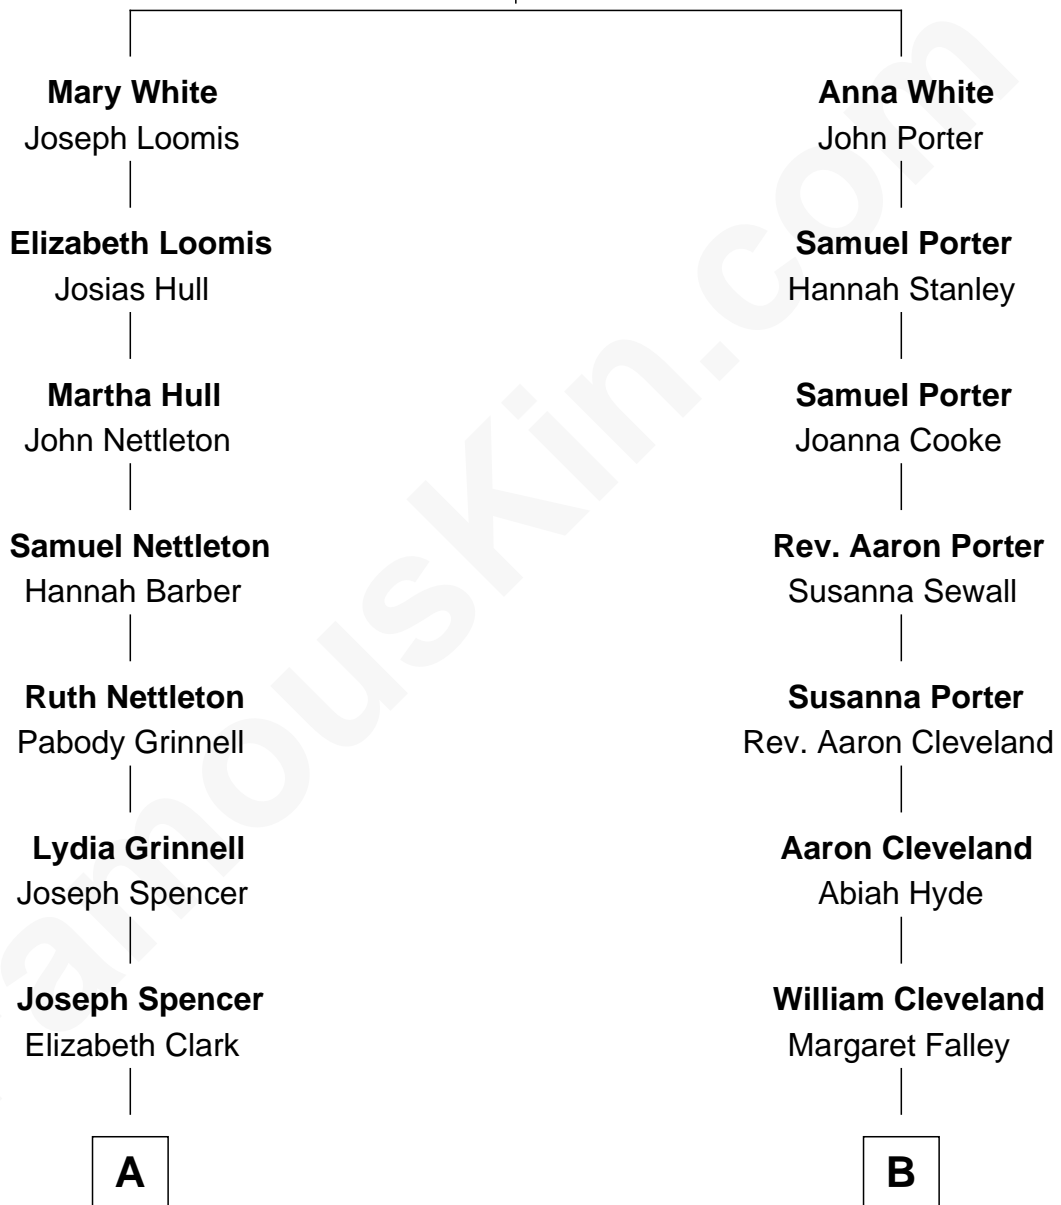 Mary White
Joseph Loomis
Elizabeth Loomis
Josias Hull
Martha Hull
John Nettleton
Samuel Nettleton
Hannah Barber
Ruth Nettleton
Pabody Grinnell
Lydia Grinnell
Joseph Spencer
Joseph Spencer
Elizabeth Clark
A
Anna White
John Porter
Samuel Porter
Hannah Stanley
Samuel Porter
Joanna Cooke
Rev. Aaron Porter
Susanna Sewall
Susanna Porter
Rev. Aaron Cleveland
Aaron Cleveland
Abiah Hyde
William Cleveland
Margaret Falley
B
amouskin.com